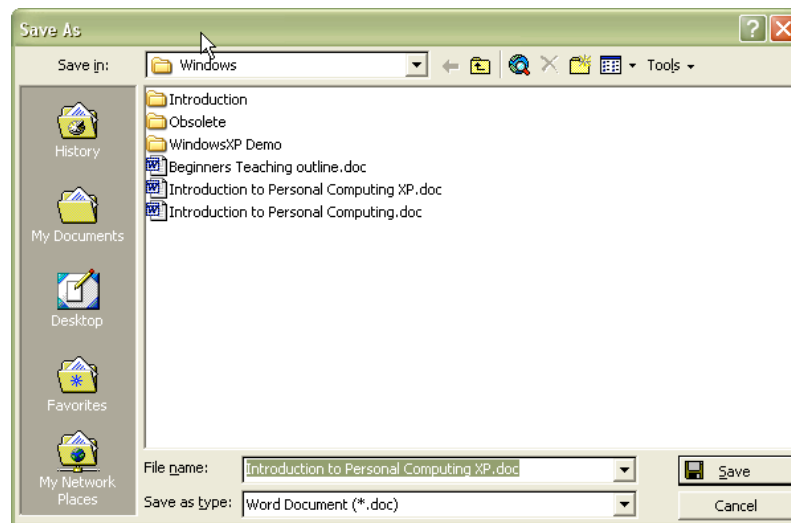 Save As
?
X
Save in:
Windows
Tools
History
My Documents
Desktop
Favorites
My Network
Places
Introduction
Obsolete
WindowsXP Demo
Beginners Teaching outline.doc
Introduction to Personal Computing XP.doc
Introduction to Personal Computing.doc
File name:
Introduction to Personal Computing XP.doc
Save
Save as type:
Word Document (*.doc)
Cancel